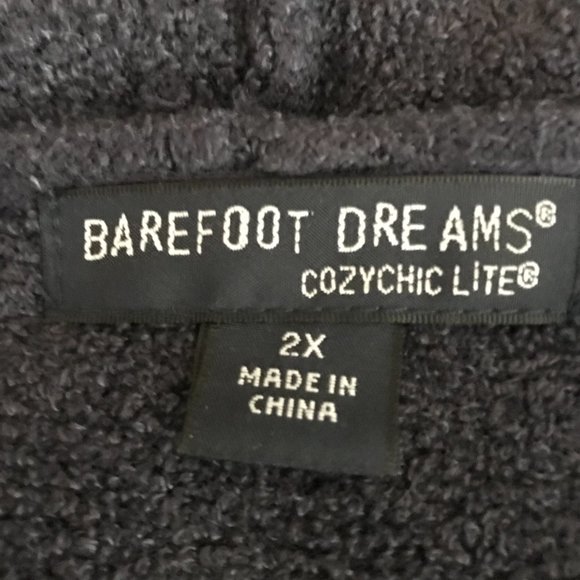 BAREFOOT DREAMS®
COZYCHIC LITE®
2X
MADE IN
CHINA